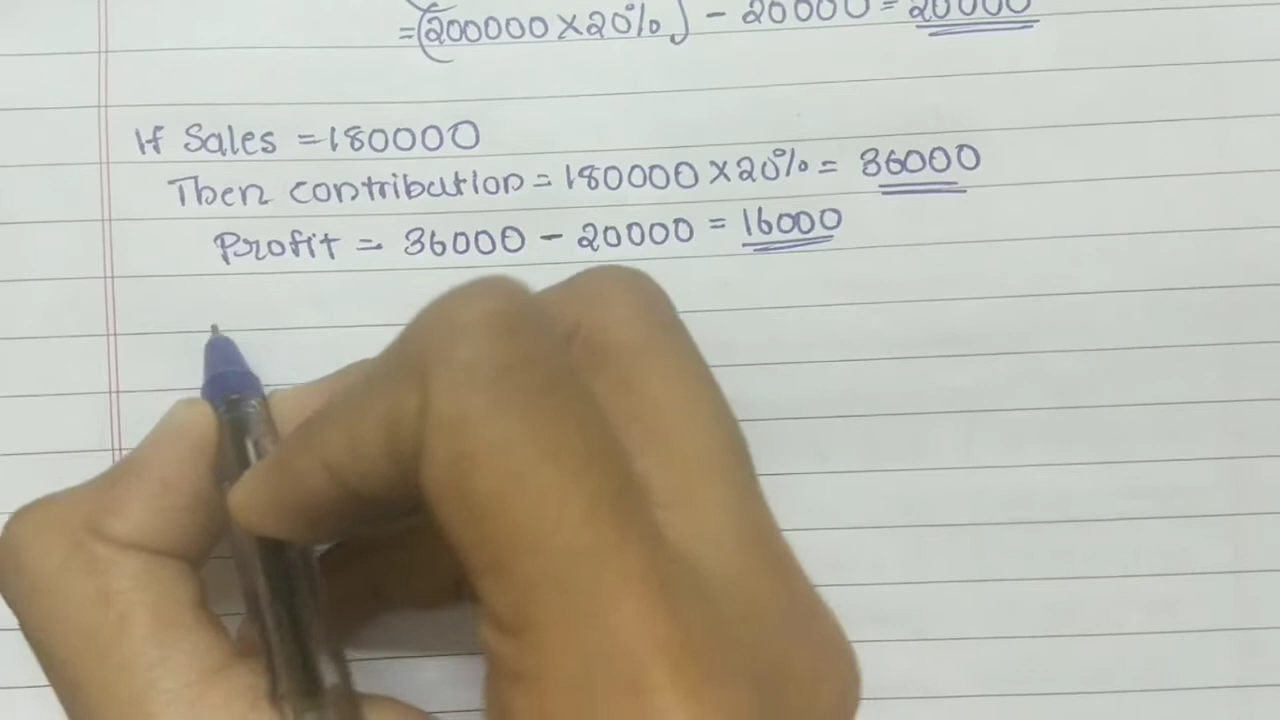 =(200000×20%) - 20000 = 20000
If Sales = 180000
Then contribution = 180000×20% = 36000
Profit = 36000 - 20000 = 16000